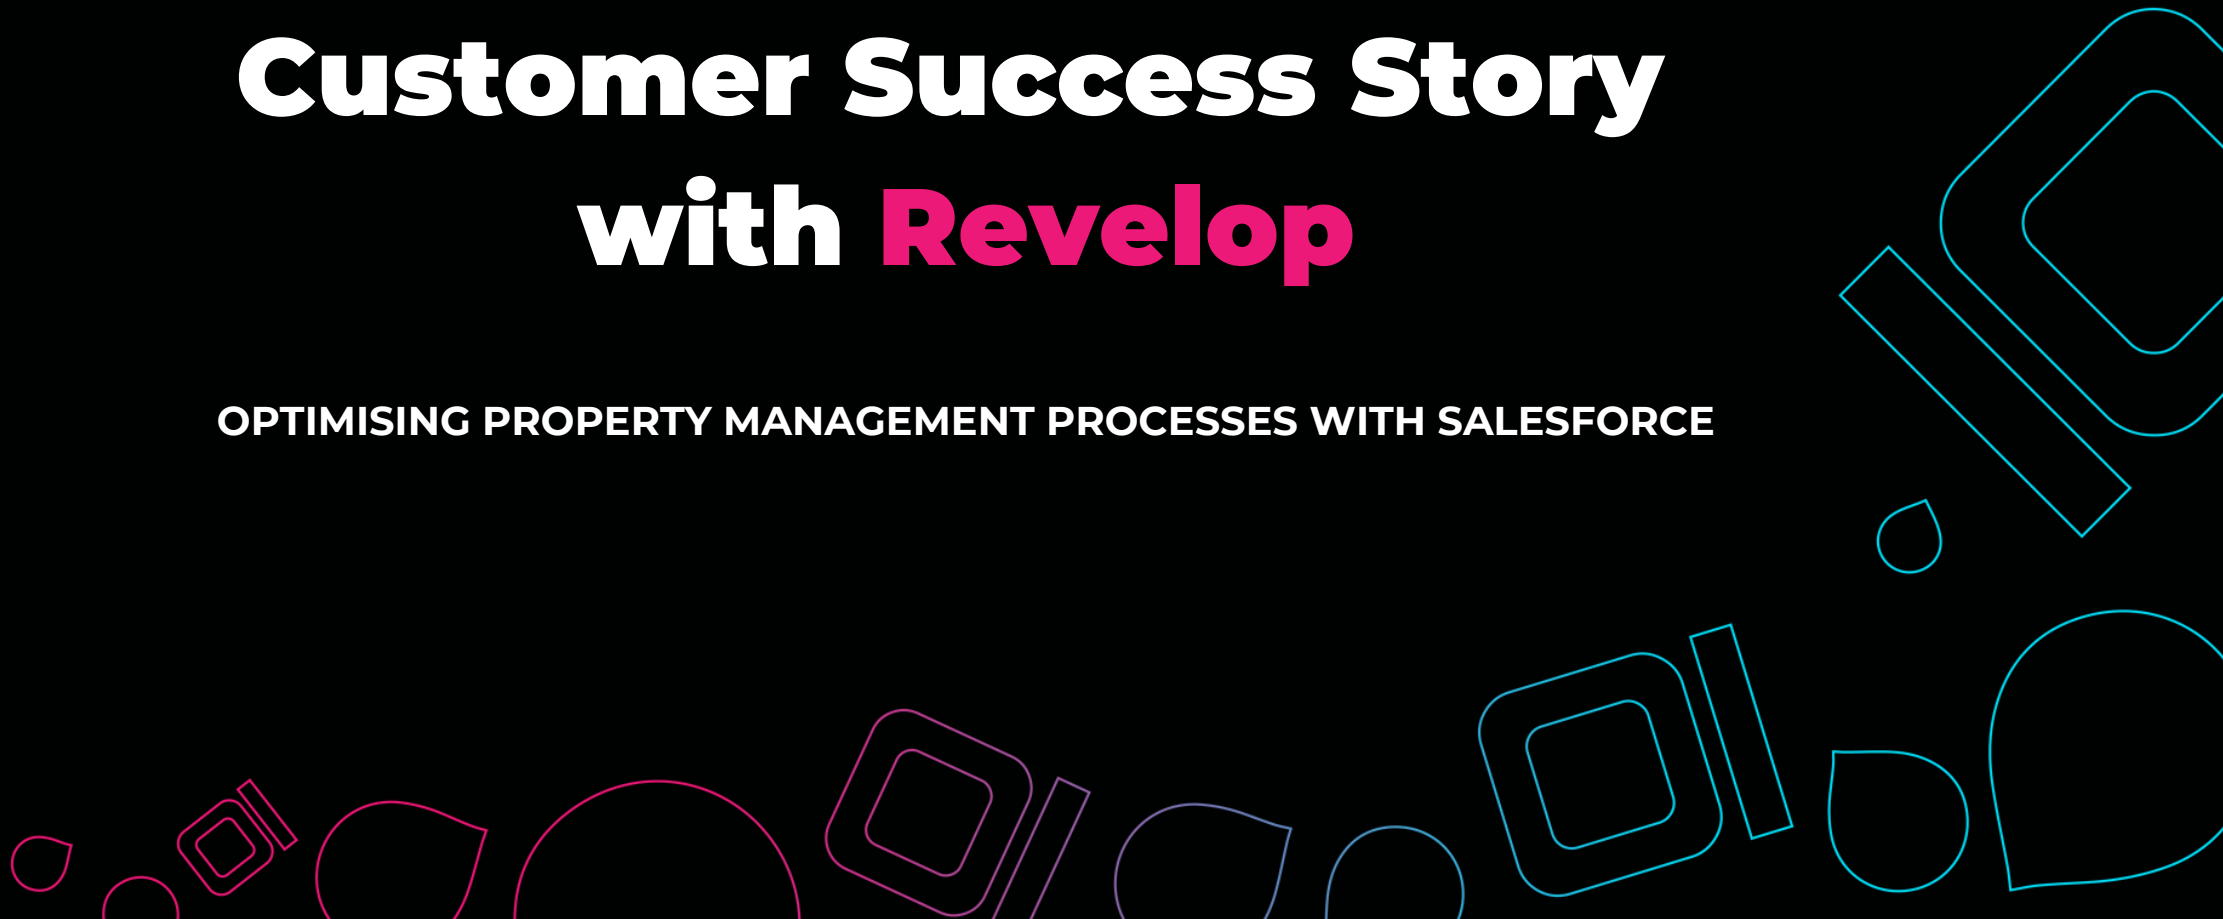 Customer Success Story
with Revelop
OPTIMISING PROPERTY MANAGEMENT PROCESSES WITH SALESFORCE